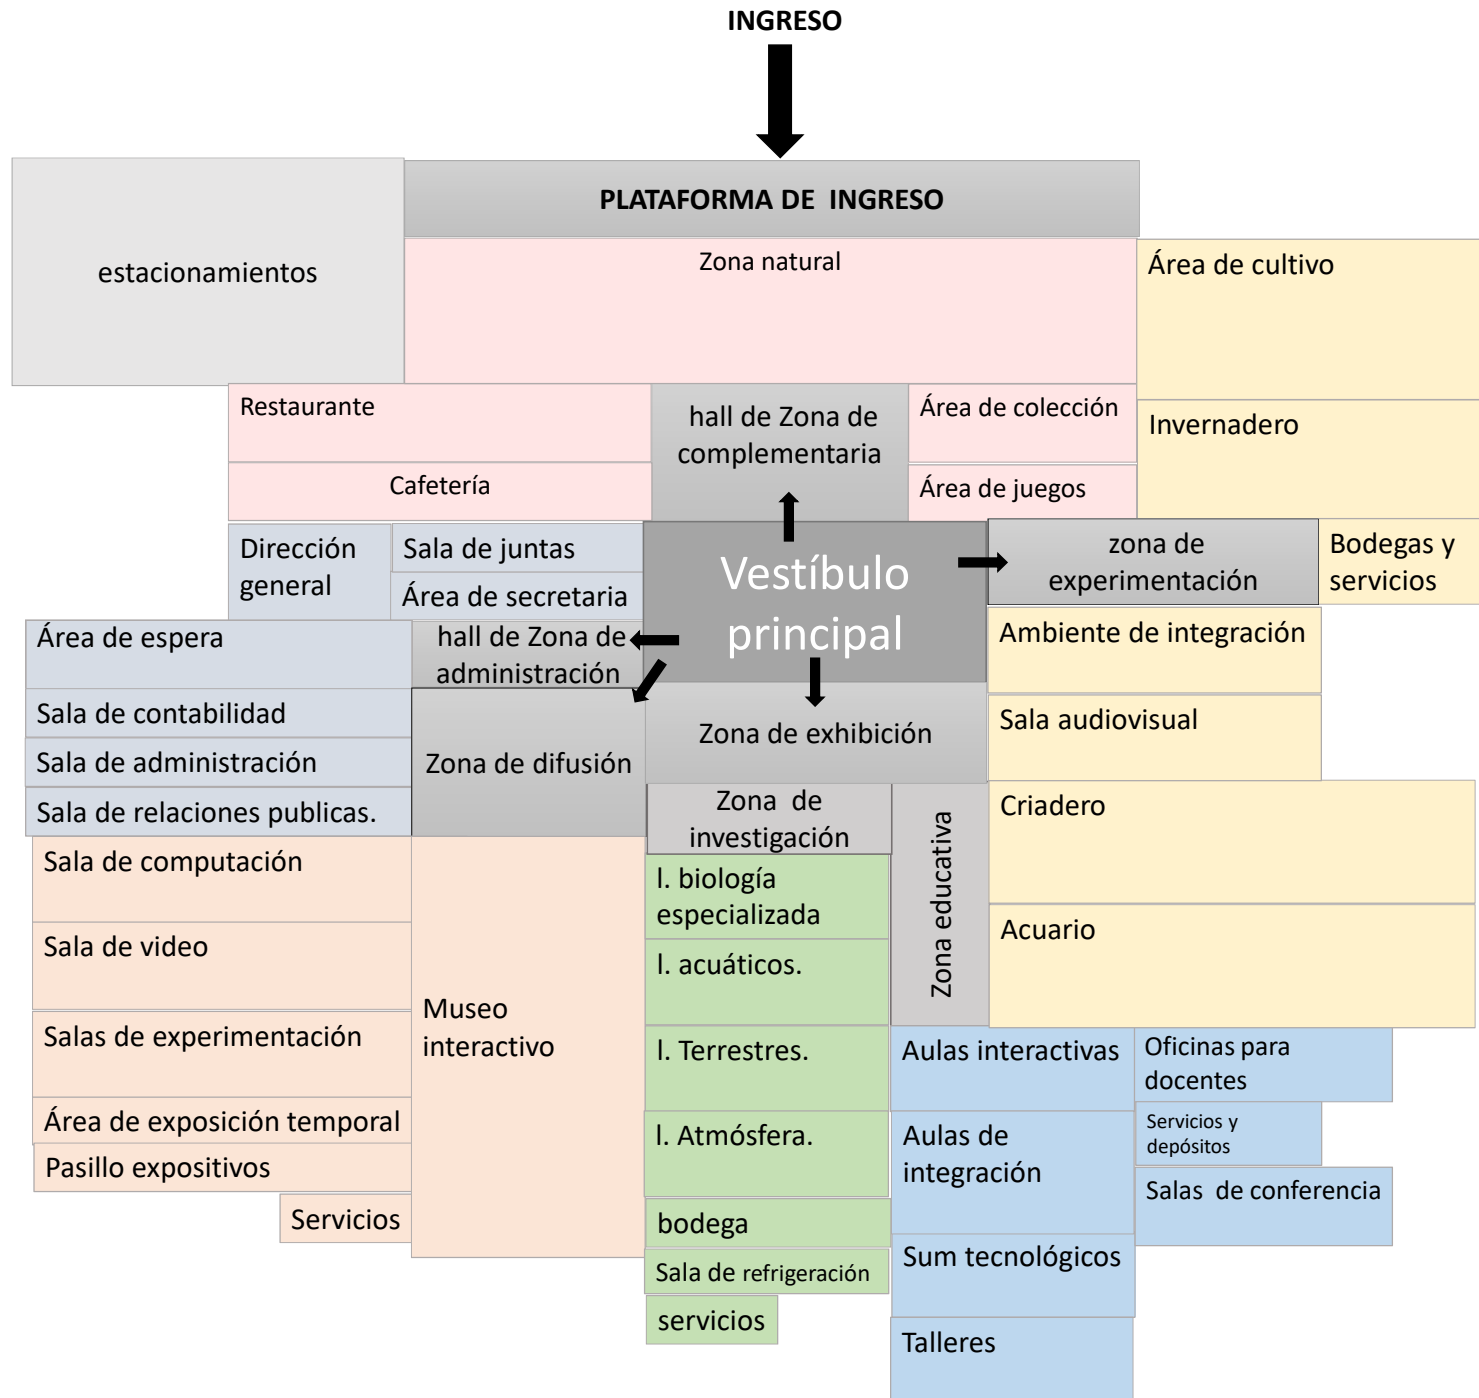 INGRESO
PLATAFORMA DE  INGRESO
estacionamientos
Zona natural
Área de cultivo
Restaurante
hall de Zona de
complementaria
Área de colección
Invernadero
Cafetería
Área de juegos
Dirección
general
Sala de juntas
Área de secretaria
Vestíbulo
principal
zona de
experimentación
Bodegas y
servicios
Área de espera
hall de Zona de
administración
Ambiente de integración
Sala de contabilidad
Sala de administración
Sala de relaciones publicas.
Zona de difusión
Zona de exhibición
Sala audiovisual
Zona  de
investigación
Zona educativa
Criadero
Acuario
Sala de computación
Sala de video
Salas de experimentación
Área de exposición temporal
Pasillo expositivos
Servicios
Museo
interactivo
l. biología
especializada
l. acuáticos.
l. Terrestres.
l. Atmósfera.
bodega
Sala de refrigeración
servicios
Aulas interactivas
Aulas de
integración
Sum tecnológicos
Talleres
Oficinas para
docentes
Servicios y
depósitos
Salas  de conferencia